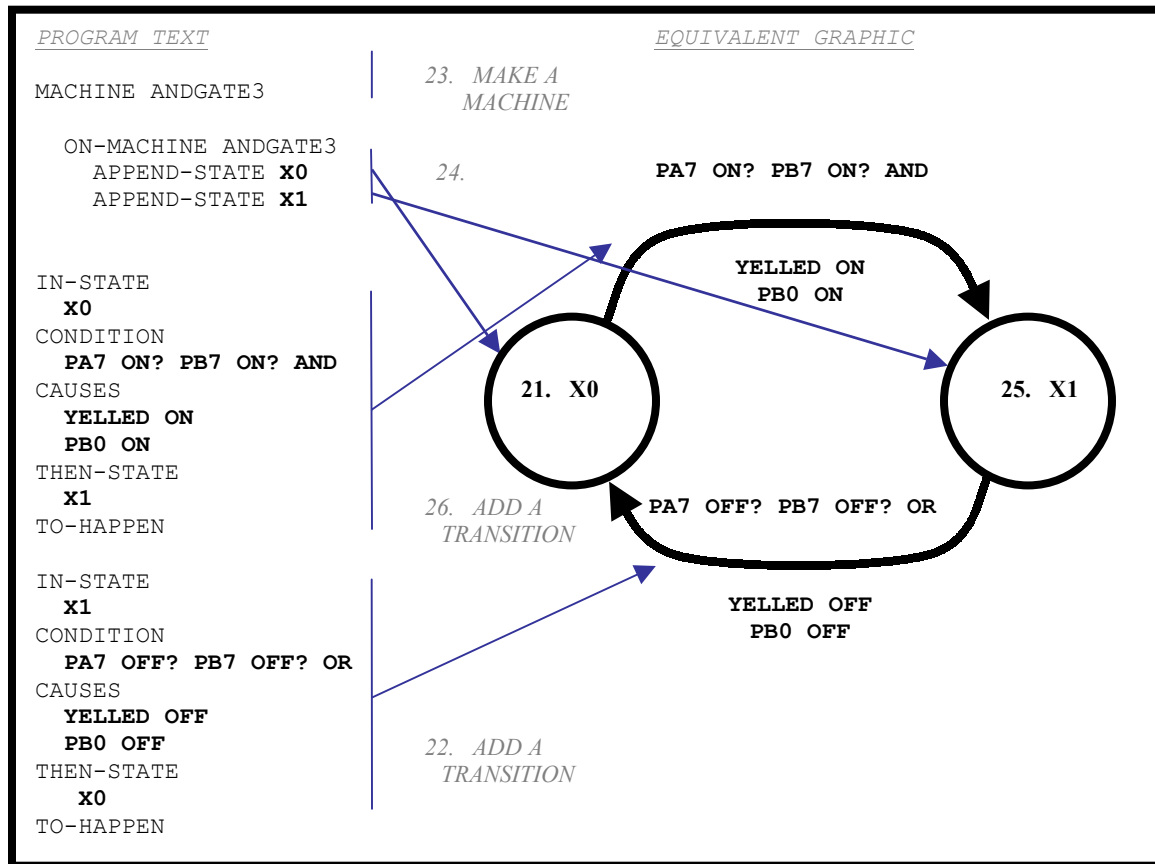 PROGRAM TEXT
EQUIVALENT GRAPHIC
MACHINE ANDGATE3
23. MAKE A
MACHINE
ON-MACHINE ANDGATE3
APPEND-STATE X0
APPEND-STATE X1
24.
PA7 ON? PB7 ON? AND
YELLED ON
PB0 ON
IN-STATE
X0
CONDITION
PA7 ON? PB7 ON? AND
CAUSES
YELLED ON
PB0 ON
THEN-STATE
X1
TO-HAPPEN
21. X0
25. X1
26. ADD A
TRANSITION
PA7 OFF? PB7 OFF? OR
YELLED OFF
PB0 OFF
IN-STATE
X1
CONDITION
PA7 OFF? PB7 OFF? OR
CAUSES
YELLED OFF
PB0 OFF
THEN-STATE
X0
TO-HAPPEN
22. ADD A
TRANSITION